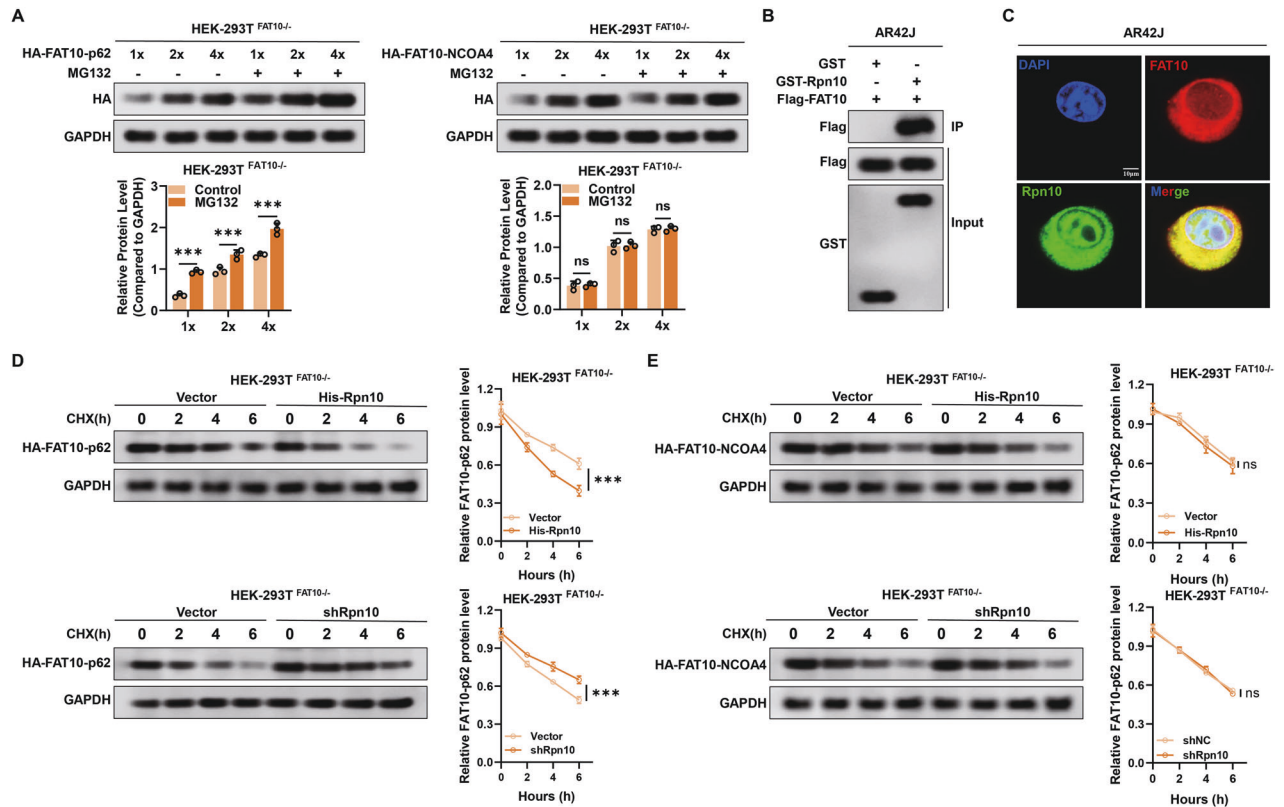 A
HEK-293T FAT10-/-
HA-FAT10-p62 1x 2x 4x 1x 2x 4x
MG132 - - - + + +
HA
GAPDH
HEK-293T FAT10-/-
Relative Protein Level
(Compared to GAPDH)
3
2
1
0
Control
MG132
*** *** ***
1x 2x 4x
HEK-293T FAT10-/-
HA-FAT10-NCOA4 1x 2x 4x 1x 2x 4x
MG132 - - - + + +
HA
GAPDH
HEK-293T FAT10-/-
Relative Protein Level
(Compared to GAPDH)
2.0
1.5
1.0
0.5
0.0
Control
MG132
ns ns ns
1x 2x 4x
B
AR42J
GST + -
GST-Rpn10 - +
Flag-FAT10 + +
Flag IP
Flag
GST
Input
C
AR42J
DAPI
FAT10
10μm
Rpn10
Merge
D
HEK-293T FAT10-/-
Vector His-Rpn10
CHX(h) 0 2 4 6 0 2 4 6
HA-FAT10-p62
GAPDH
HEK-293T FAT10-/-
Relative FAT10-p62 protein level
1.2
0.9
0.6
0.3
0.0
***
Vector
His-Rpn10
0 2 4 6
Hours (h)
HEK-293T FAT10-/-
Vector shRpn10
CHX(h) 0 2 4 6 0 2 4 6
HA-FAT10-p62
GAPDH
HEK-293T FAT10-/-
Relative FAT10-p62 protein level
1.2
0.9
0.6
0.3
0.0
***
Vector
shRpn10
0 2 4 6
Hours (h)
E
HEK-293T FAT10-/-
Vector His-Rpn10
CHX(h) 0 2 4 6 0 2 4 6
HA-FAT10-NCOA4
GAPDH
HEK-293T FAT10-/-
Relative FAT10-p62 protein level
1.2
0.9
0.6
0.3
0.0
ns
Vector
His-Rpn10
0 2 4 6
Hours (h)
HEK-293T FAT10-/-
Vector shRpn10
CHX(h) 0 2 4 6 0 2 4 6
HA-FAT10-NCOA4
GAPDH
HEK-293T FAT10-/-
Relative FAT10-p62 protein level
1.2
0.9
0.6
0.3
0.0
ns
shNC
shRpn10
0 2 4 6
Hours (h)